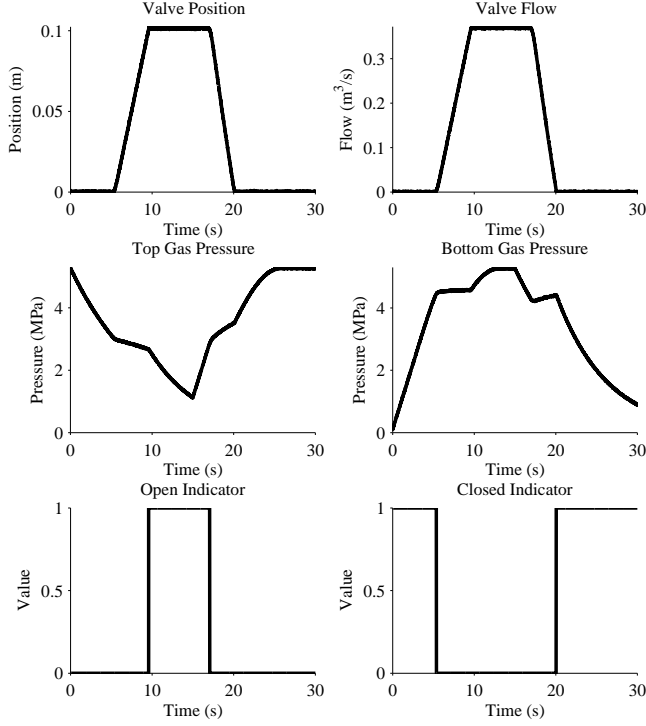 Valve Position
Position (m)
0.1
0.05
0
0 10 20 30
Time (s)
Valve Flow
Flow (m³/s)
0.3
0.2
0.1
0
0 10 20 30
Time (s)
Top Gas Pressure
Pressure (MPa)
4
2
0
0 10 20 30
Time (s)
Bottom Gas Pressure
Pressure (MPa)
4
2
0
0 10 20 30
Time (s)
Open Indicator
Value
1
0.5
0
0 10 20 30
Time (s)
Closed Indicator
Value
1
0.5
0
0 10 20 30
Time (s)